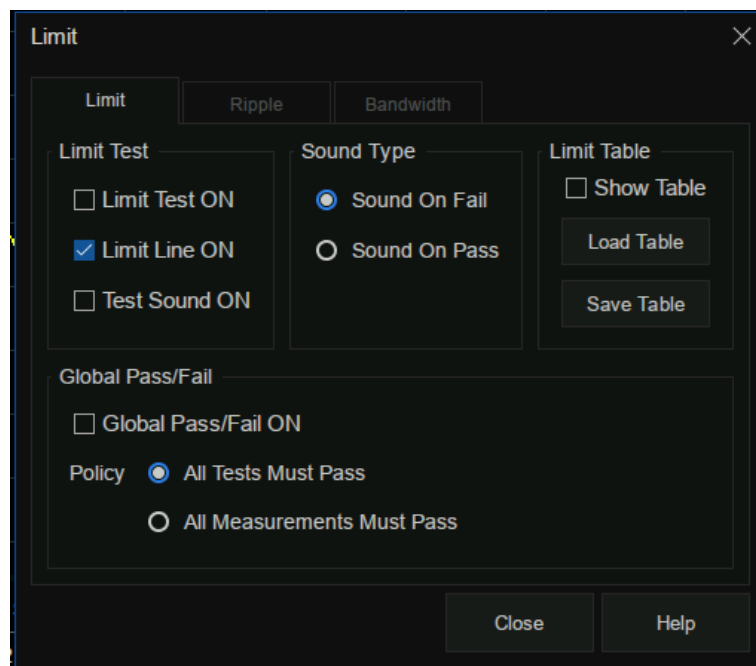 Limit
Limit Ripple Bandwidth
Limit Test
Limit Test ON
Limit Line ON
Test Sound ON
Sound Type
Sound On Fail
Sound On Pass
Limit Table
Show Table
Load Table
Save Table
Global Pass/Fail
Global Pass/Fail ON
Policy All Tests Must Pass
All Measurements Must Pass
Close Help